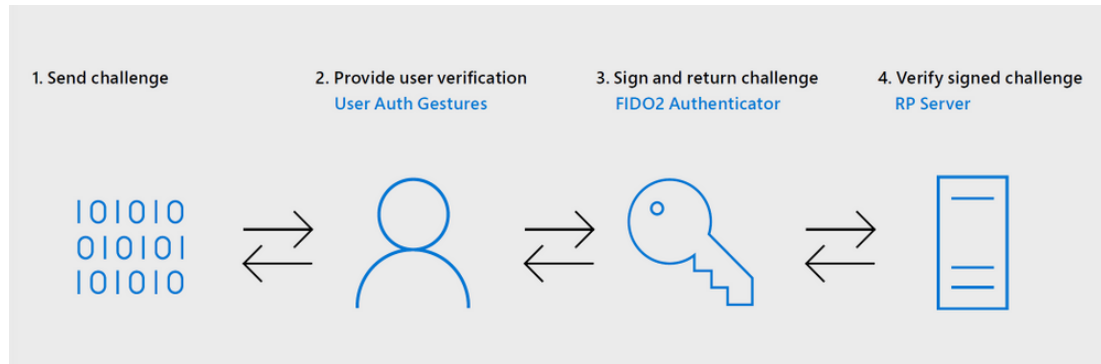 1. Send challenge
2. Provide user verification
User Auth Gestures
3. Sign and return challenge
FIDO2 Authenticator
4. Verify signed challenge
RP Server
101010
010101
101010